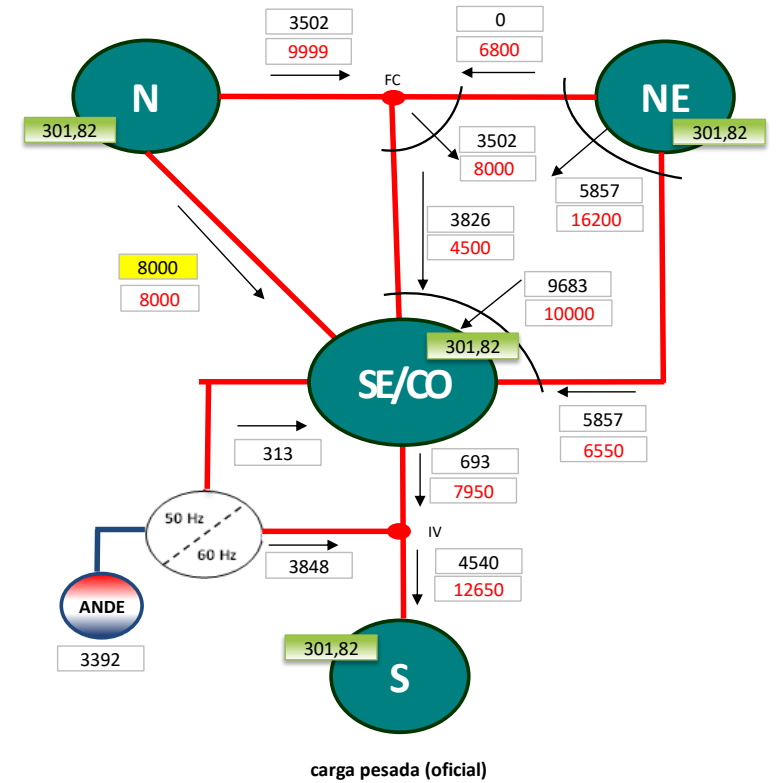 3502
9999
0
6800
FC
N
NE
301,82
301,82
3502
8000
5857
16200
3826
4500
8000
8000
9683
10000
301,82
SE/CO
5857
6550
313
693
7950
50 Hz
60 Hz
IV
3848
4540
12650
ANDE
3392
301,82
S
carga pesada (oficial)